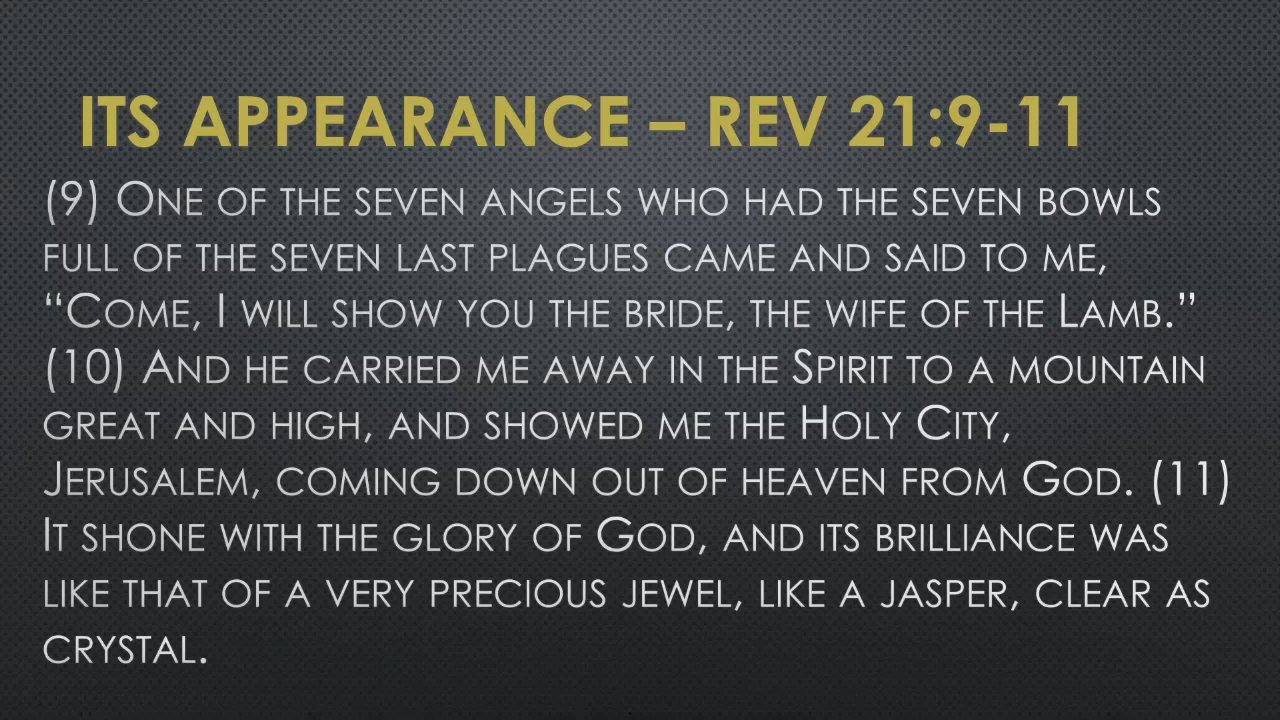 ITS APPEARANCE – REV 21:9-11
(9) One of the seven angels who had the seven bowls
full of the seven last plagues came and said to me,
“Come, I will show you the bride, the wife of the Lamb.”
(10) And he carried me away in the Spirit to a mountain
great and high, and showed me the Holy City,
Jerusalem, coming down out of heaven from God. (11)
It shone with the glory of God, and its brilliance was
like that of a very precious jewel, like a jasper, clear as
crystal.